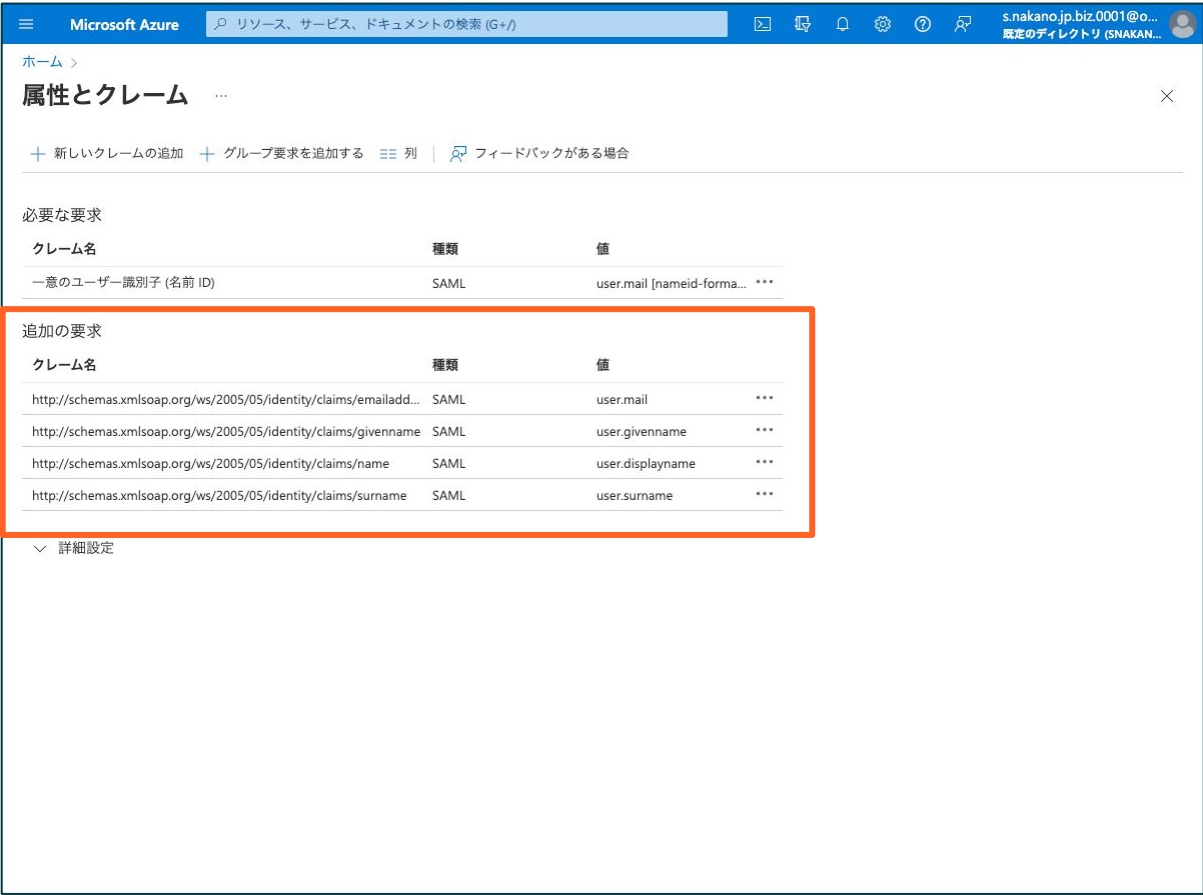 Microsoft Azure
リソース、サービス、ドキュメントの検索 (G+/)
s.nakano.jp.biz.0001@o...
既定のディレクトリ (SNAKAN...
ホーム >
属性とクレーム ...
+ 新しいクレームの追加 + グループ要求を追加する 列 フィードバックがある場合
必要な要求
クレーム名 種類 値
一意のユーザー識別子 (名前 ID) SAML user.mail [nameid-forma... •••
追加の要求
クレーム名 種類 値
http://schemas.xmlsoap.org/ws/2005/05/identity/claims/emailadd... SAML user.mail •••
http://schemas.xmlsoap.org/ws/2005/05/identity/claims/givenname SAML user.givenname •••
http://schemas.xmlsoap.org/ws/2005/05/identity/claims/name SAML user.displayname •••
http://schemas.xmlsoap.org/ws/2005/05/identity/claims/surname SAML user.surname •••
詳細設定